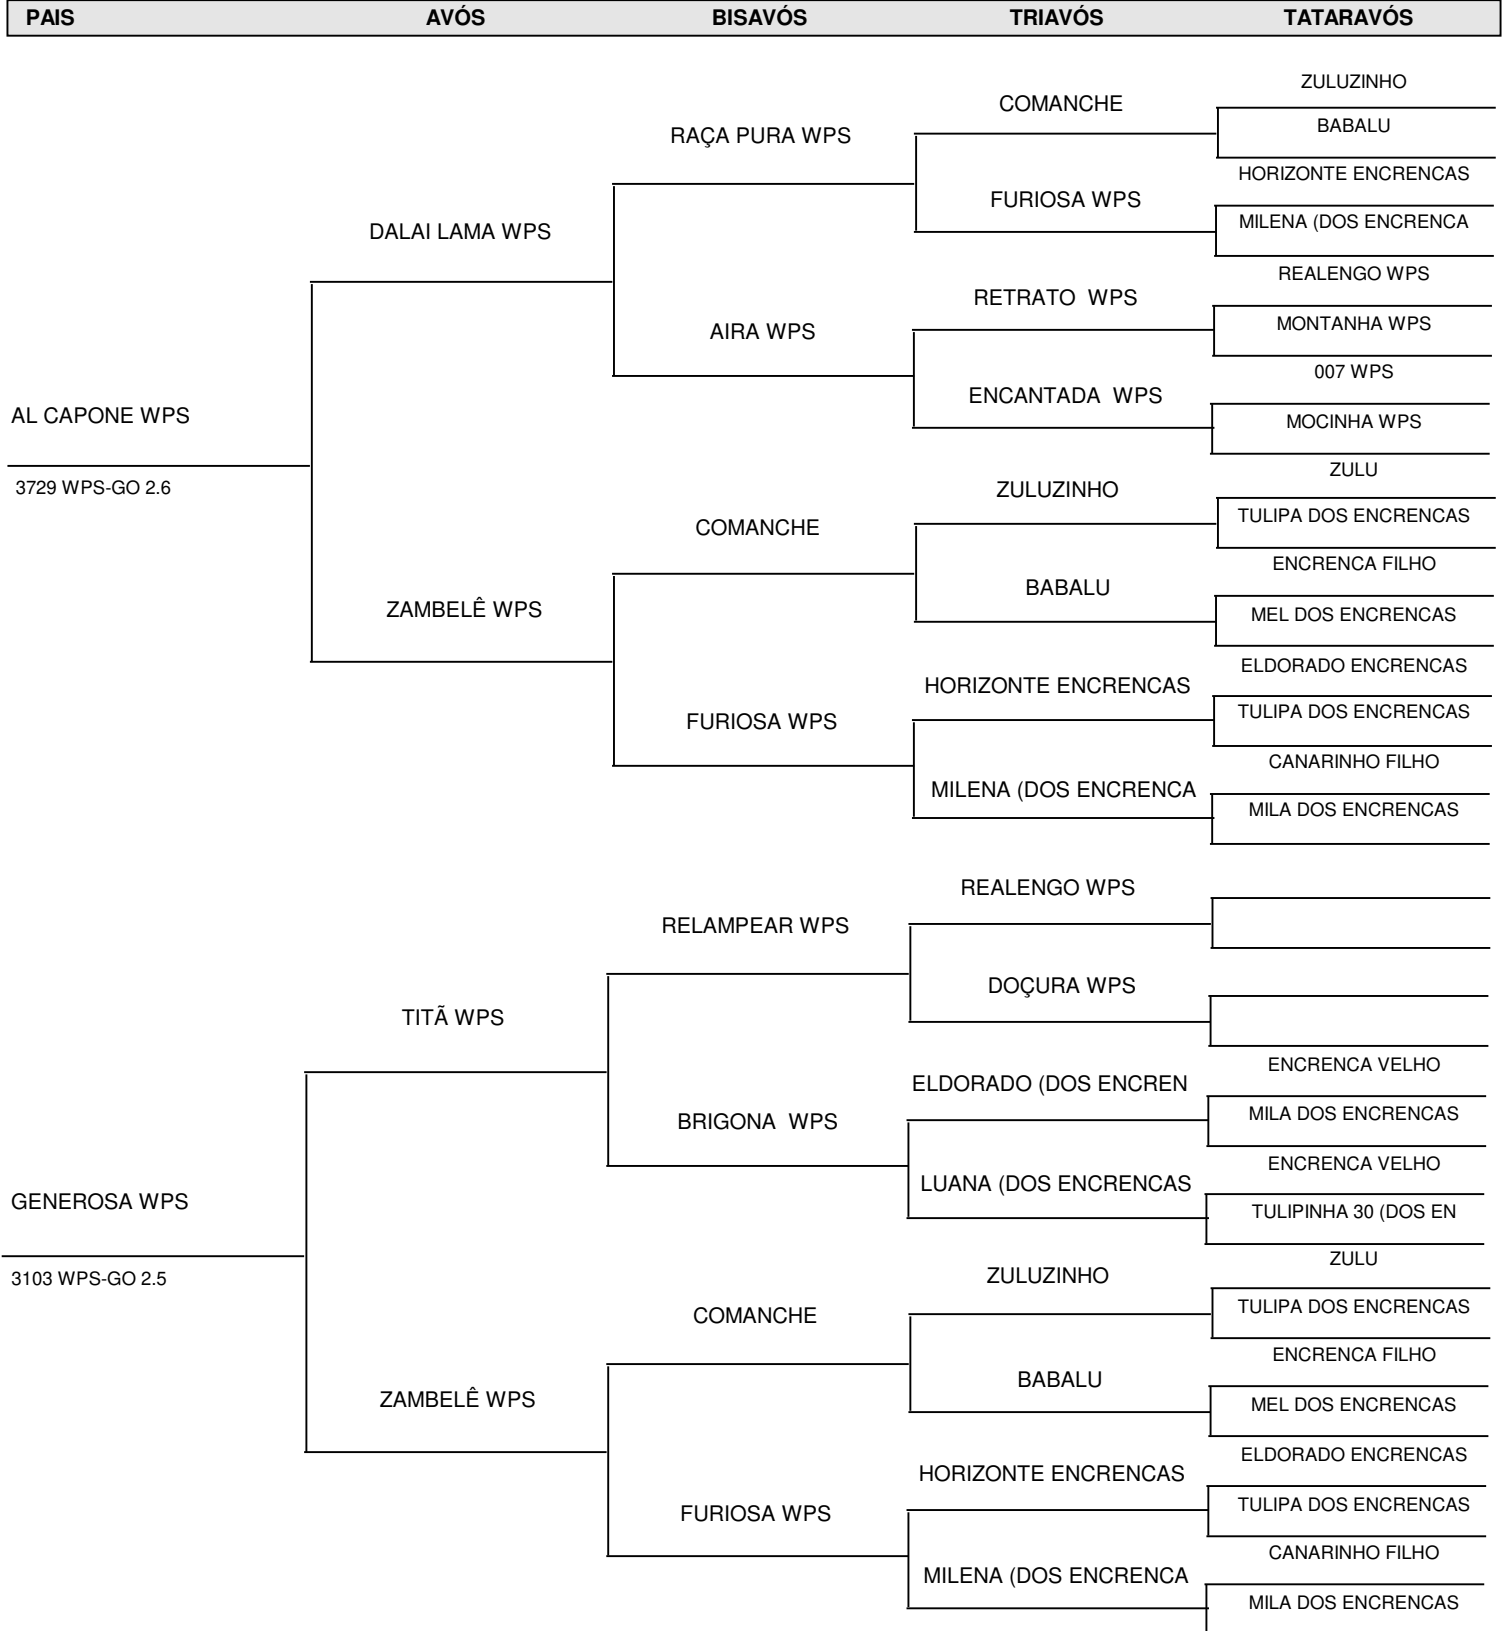 PAIS AVÓS BISAVÓS TRIAVÓS TATARAVÓS
ZULUZINHO
COMANCHE
BABALU
RAÇA PURA WPS
HORIZONTE ENCRENCAS
FURIOSA WPS
MILENA (DOS ENCRENCA
DALAI LAMA WPS
REALENGO WPS
RETRATO  WPS
MONTANHA WPS
AIRA WPS
007 WPS
ENCANTADA  WPS
MOCINHA WPS
AL CAPONE WPS
ZULU
3729 WPS-GO 2.6
ZULUZINHO
TULIPA DOS ENCRENCAS
COMANCHE
ENCRENCA FILHO
BABALU
ZAMBELÊ WPS
MEL DOS ENCRENCAS
ELDORADO ENCRENCAS
HORIZONTE ENCRENCAS
TULIPA DOS ENCRENCAS
FURIOSA WPS
CANARINHO FILHO
MILENA (DOS ENCRENCA
MILA DOS ENCRENCAS
REALENGO WPS
RELAMPEAR WPS
DOÇURA WPS
TITÃ WPS
ENCRENCA VELHO
ELDORADO (DOS ENCREN
MILA DOS ENCRENCAS
BRIGONA  WPS
ENCRENCA VELHO
LUANA (DOS ENCRENCAS
GENEROSA WPS
TULIPINHA 30 (DOS EN
ZULU
3103 WPS-GO 2.5
ZULUZINHO
TULIPA DOS ENCRENCAS
COMANCHE
ENCRENCA FILHO
BABALU
ZAMBELÊ WPS
MEL DOS ENCRENCAS
ELDORADO ENCRENCAS
HORIZONTE ENCRENCAS
TULIPA DOS ENCRENCAS
FURIOSA WPS
CANARINHO FILHO
MILENA (DOS ENCRENCA
MILA DOS ENCRENCAS